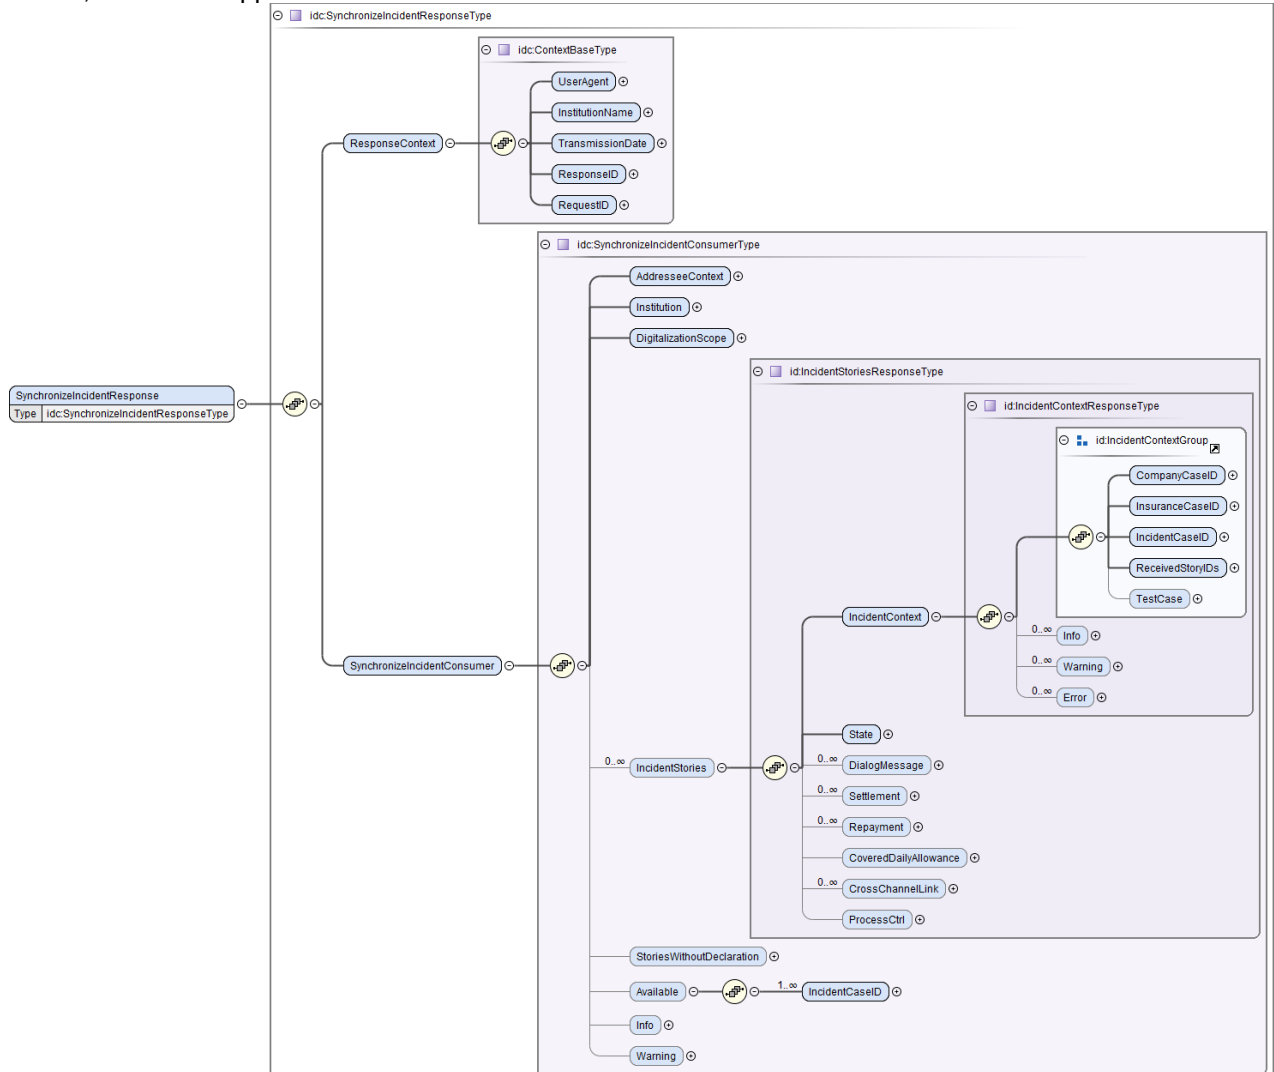 idc:SynchronizeIncidentResponseType
idc:ContextBaseType
UserAgent
InstitutionName
ResponseContext
TransmissionDate
ResponseID
RequestID
idc:SynchronizeIncidentConsumerType
AddresseeContext
Institution
DigitalizationScope
id:IncidentStoriesResponseType
SynchronizeIncidentResponse
Type idc:SynchronizeIncidentResponseType
id:IncidentContextResponseType
id:IncidentContextGroup
CompanyCaseID
InsuranceCaseID
IncidentCaseID
ReceivedStoryIDs
TestCase
IncidentContext
0..∞ Info
0..∞ Warning
0..∞ Error
SynchronizeIncidentConsumer
State
0..∞ IncidentStories
0..∞ DialogMessage
0..∞ Settlement
0..∞ Repayment
CoveredDailyAllowance
0..∞ CrossChannelLink
ProcessCtrl
StoriesWithoutDeclaration
Available 1..∞ IncidentCaseID
Info
Warning